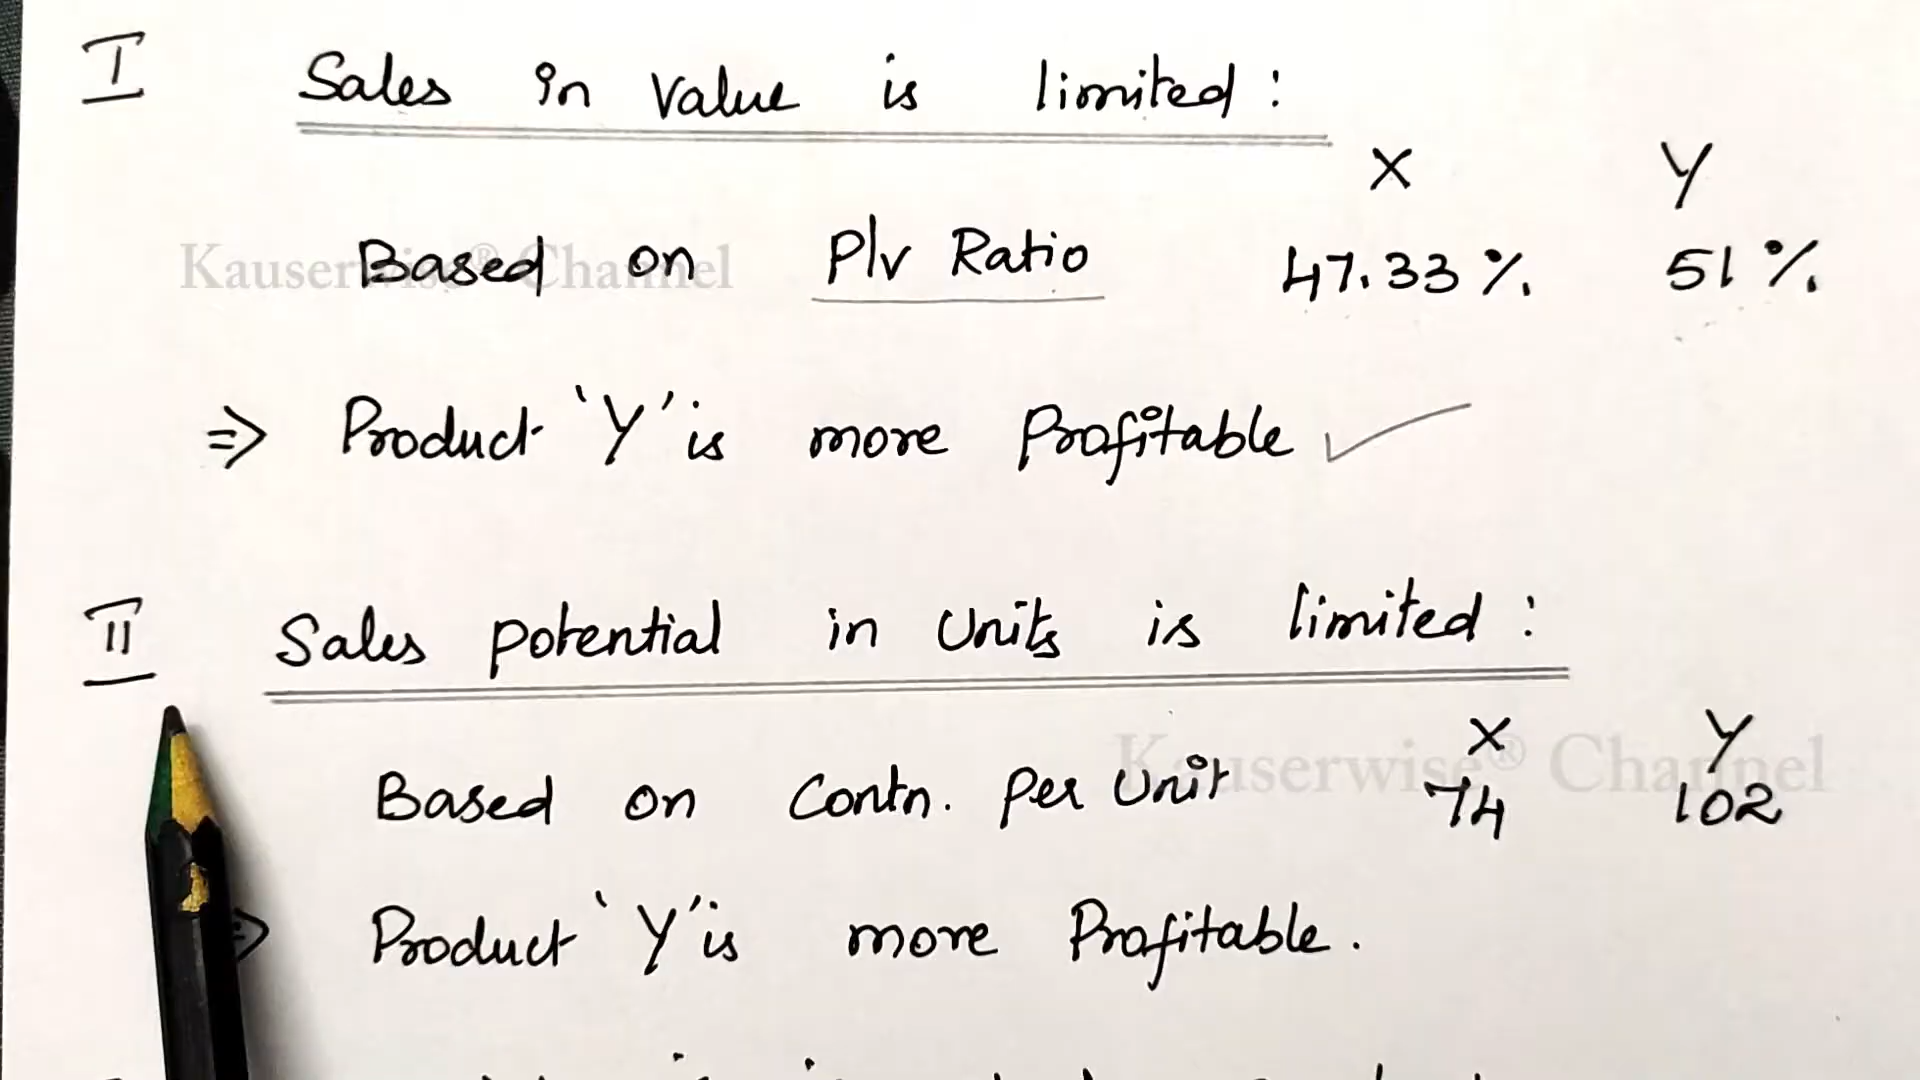 I Sales in Value is limited :
X Y
Based on P/v Ratio 47.33 % 51 %
Kauserwise® Channel
⇒ Product 'Y' is more Profitable ✓
II Sales potential in Units is limited :
X Y
Kauserwise® Channel
Based on Contn. Per Unit 74 102
⇒ Product 'Y' is more Profitable .